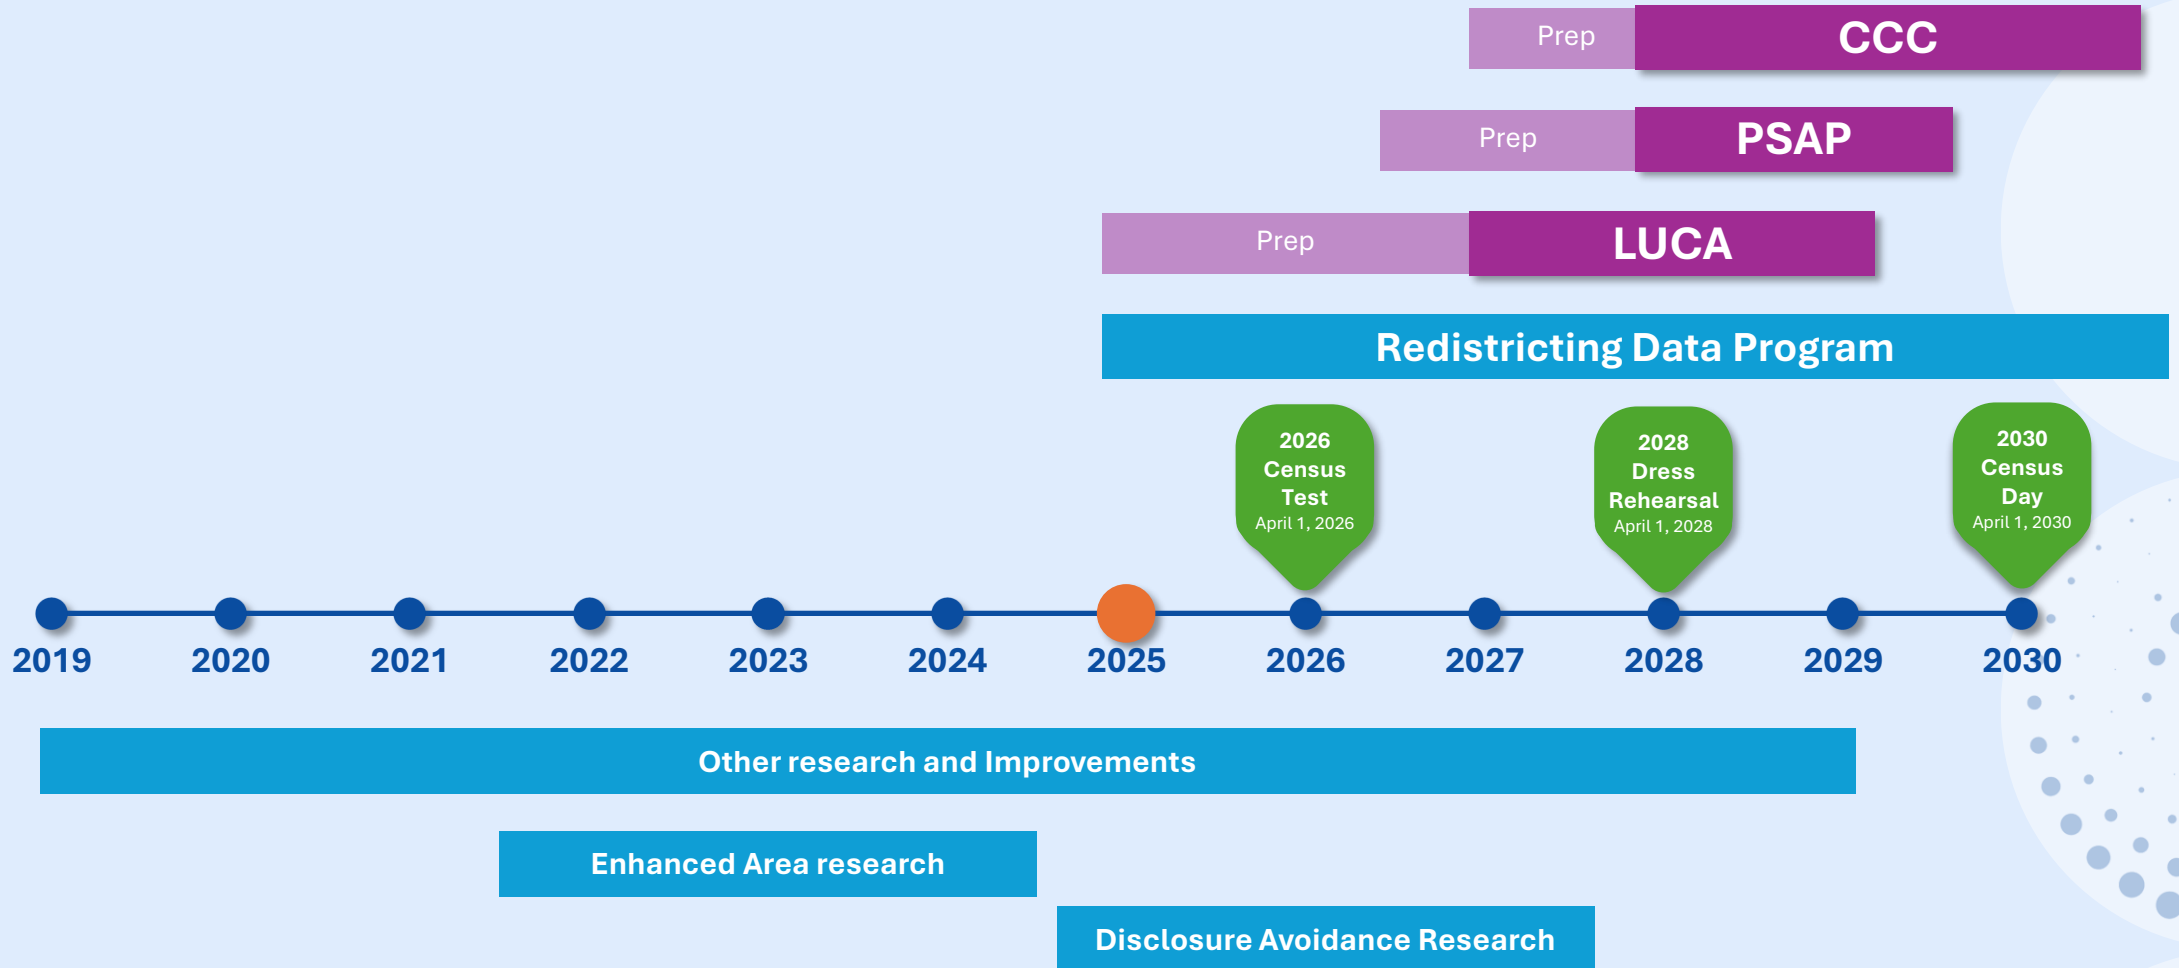 Prep
CCC
Prep
PSAP
Prep
LUCA
Redistricting Data Program
2026
Census
Test
April 1, 2026
2028
Dress
Rehearsal
April 1, 2028
2030
Census
Day
April 1, 2030
2019
2020
2021
2022
2023
2024
2025
2026
2027
2028
2029
2030
Other research and Improvements
Enhanced Area research
Disclosure Avoidance Research